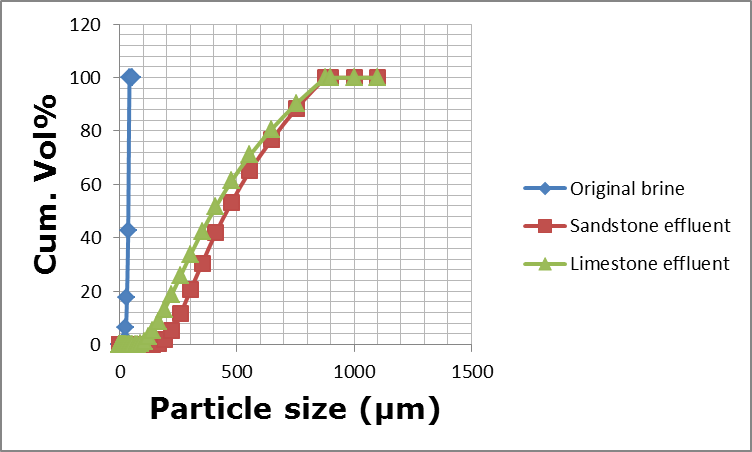 120
100
80
60
40
20
0
Cum. Vol%
0 500 1000 1500
Particle size (µm)
Original brine
Sandstone effluent
Limestone effluent